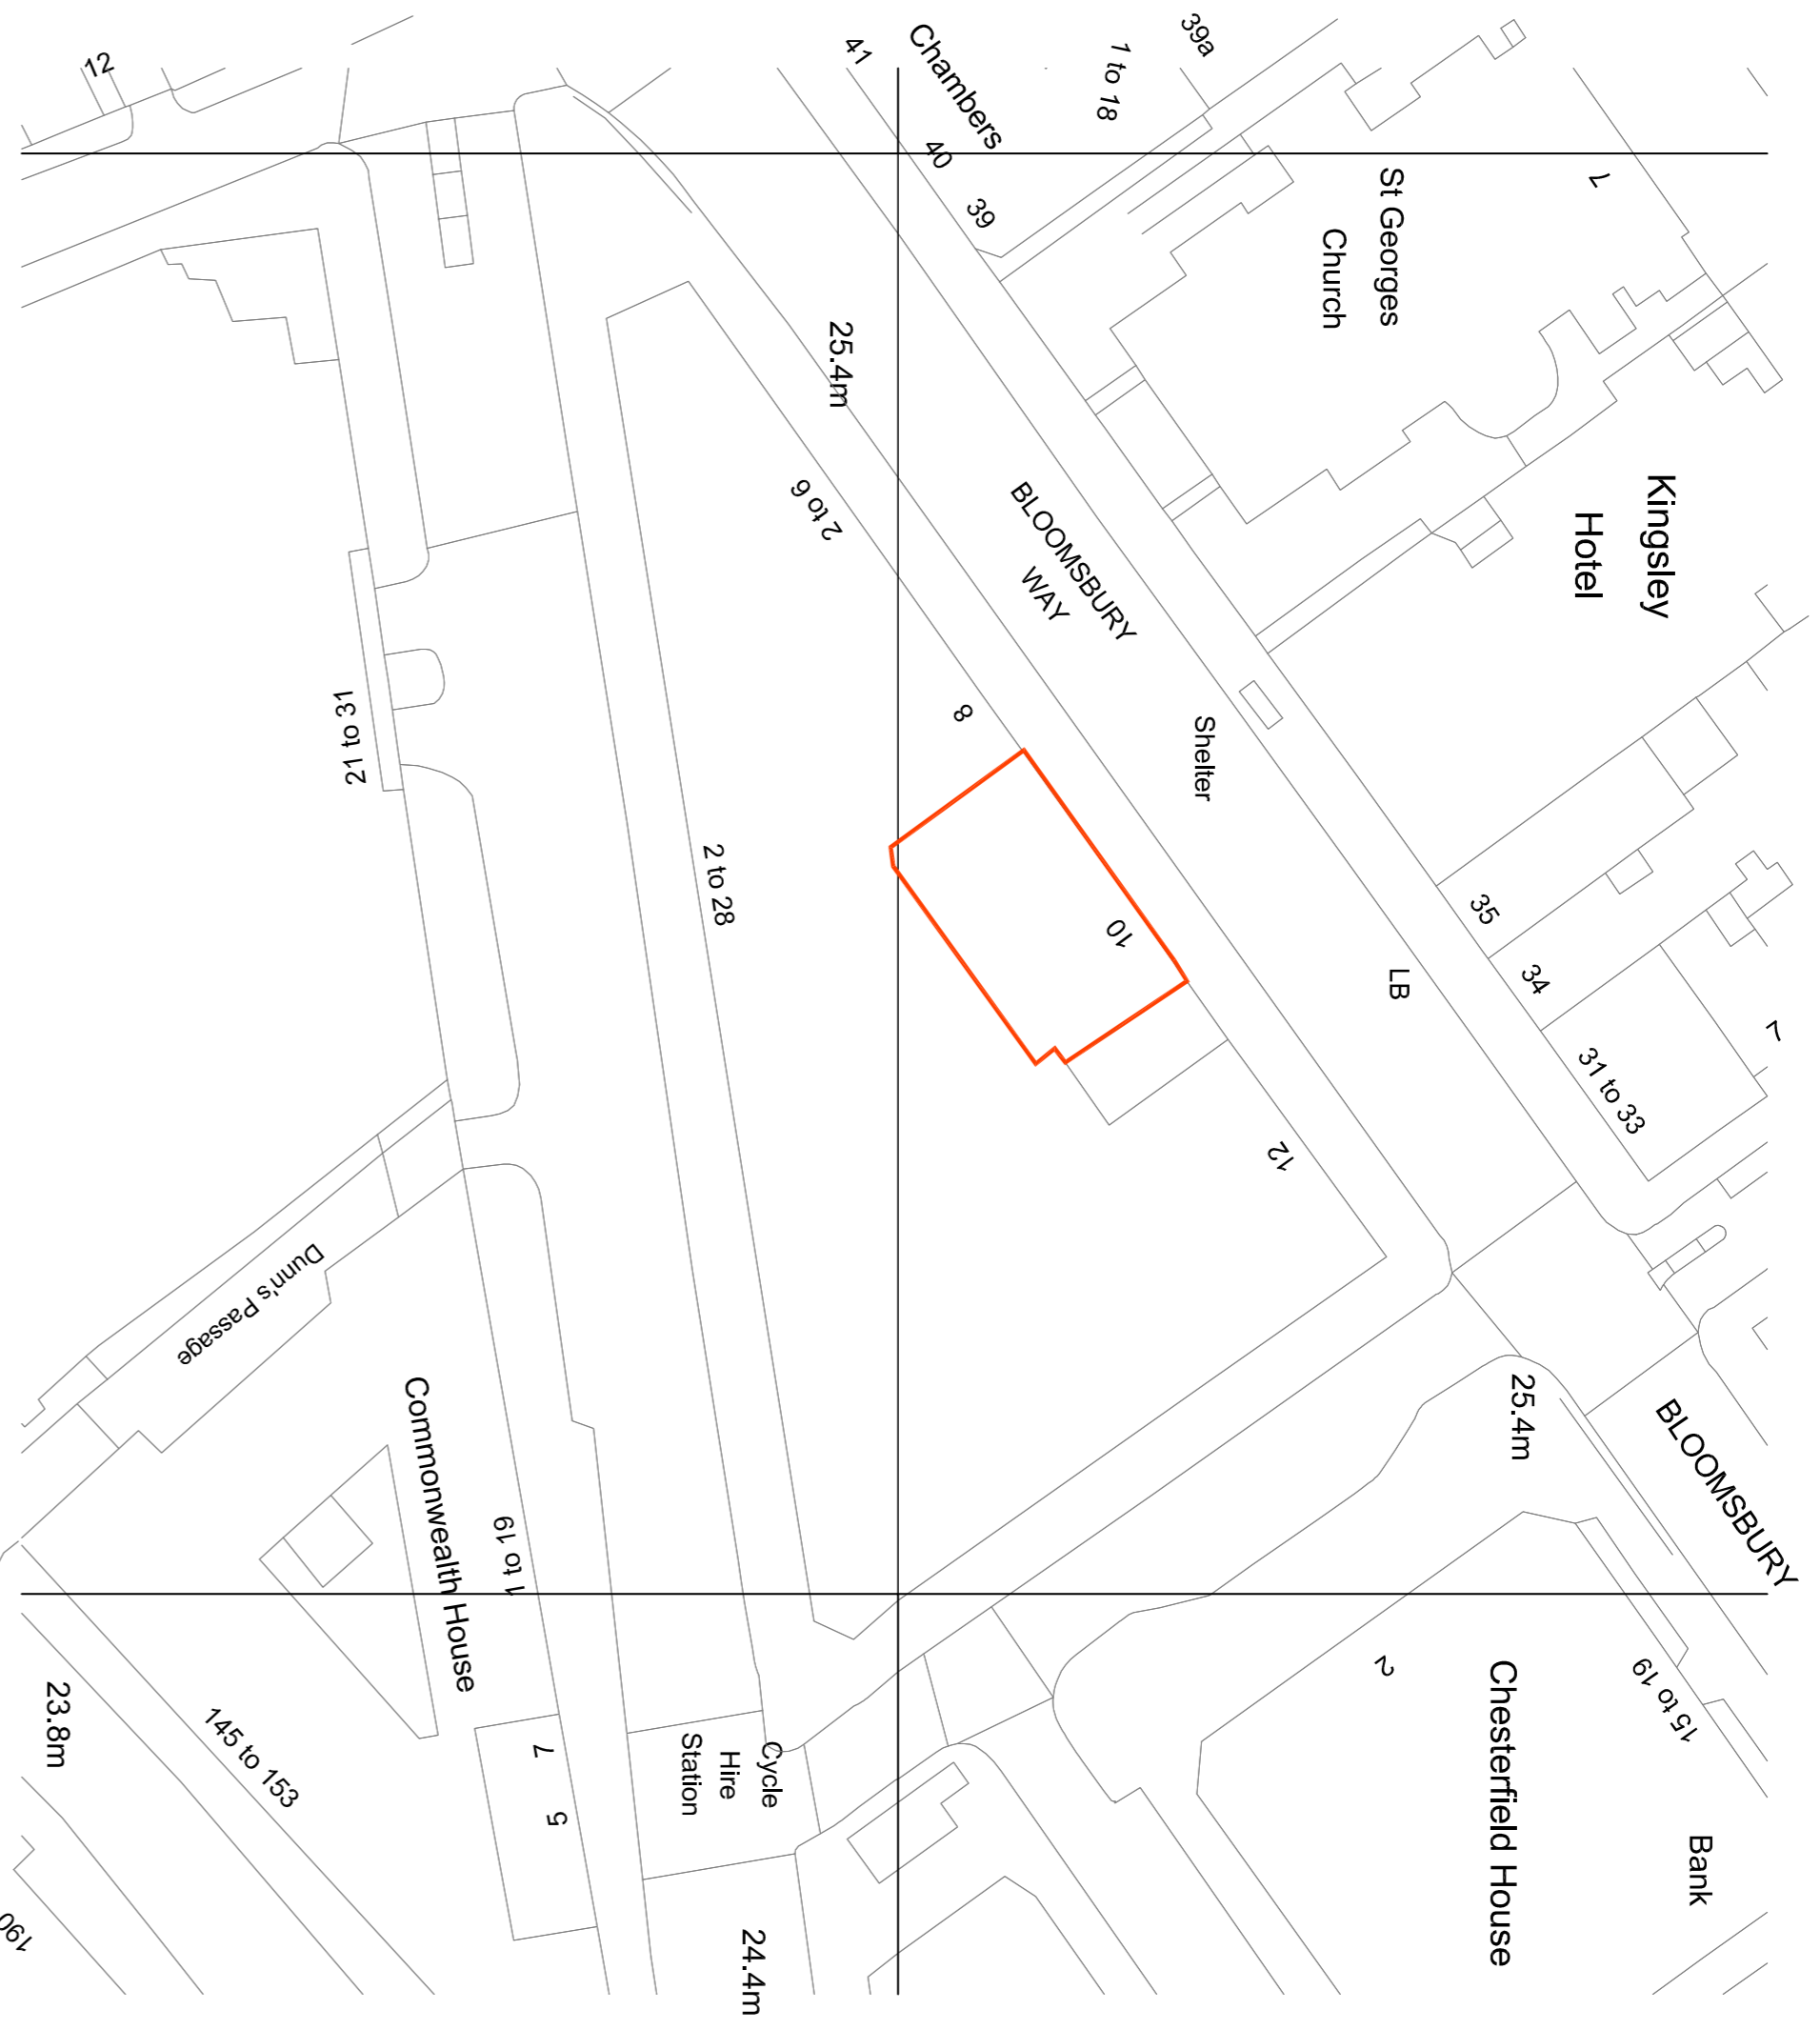 12
41
Chambers
40
39
1 to 18
39a
St Georges
Church
7
Kingsley
Hotel
25.4m
2 to 6
BLOOMSBURY
WAY
8
Shelter
21 to 31
2 to 28
10
LB
35
34
31 to 33
7
12
Dunn's Passage
Commonwealth House
1 to 19
25.4m
BLOOMSBURY
2
Chesterfield House
15 to 19
Bank
23.8m
145 to 153
7
5
Cycle
Hire
Station
24.4m
190